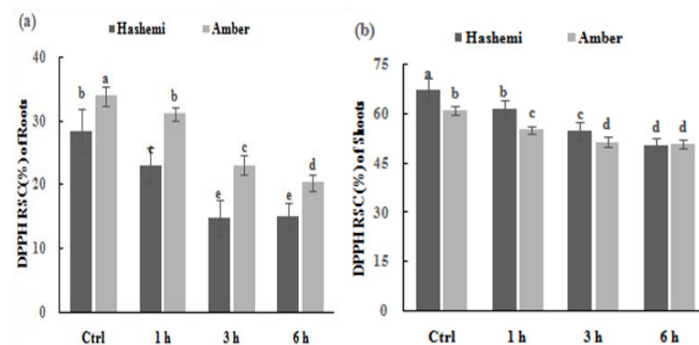 (a)
Hashemi Amber
DPPH RSC(%) of Roots
40
30
20
10
0
b a
c b
e c
e d
Ctrl 1 h 3 h 6 h
(b)
Hashemi Amber
DPPH RSC(%) of Shoots
75
60
45
30
15
0
a b
b c
c d
d d
Ctrl 1 h 3 h 6 h